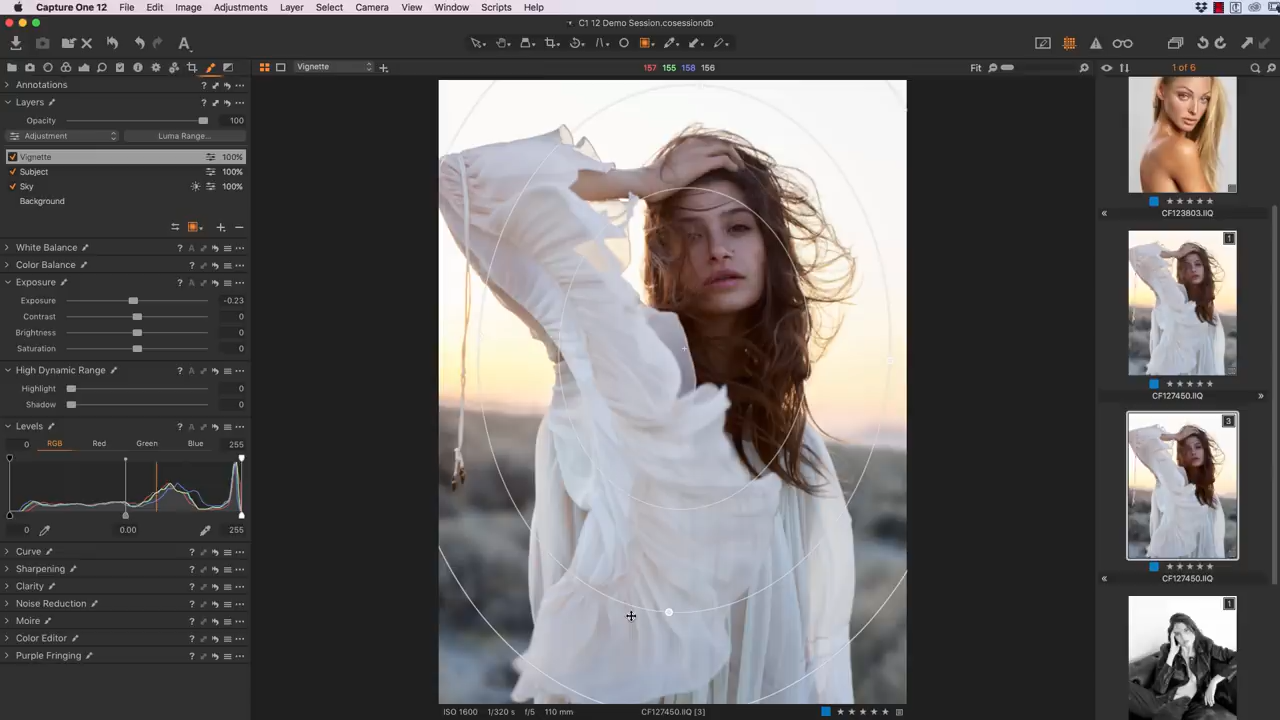 Capture One 12 File Edit Image Adjustments Layer Select Camera View Window Scripts Help
C1 12 Demo Session.cosessiondb
Vignette
157 155 158 156
Fit
1 of 6
Annotations
Layers
Opacity 100
Adjustment Luma Range...
Vignette 100%
Subject 100%
Sky 100%
Background
White Balance
Color Balance
Exposure
Exposure -0.23
Contrast 0
Brightness 0
Saturation 0
High Dynamic Range
Highlight 0
Shadow 0
Levels
0 RGB Red Green Blue 255
0 0.00 255
Curve
Sharpening
Clarity
Noise Reduction
Moire
Color Editor
Purple Fringing
ISO 1600 1/320 s f/5 110 mm
CF127450.IIQ [3]
CF123803.IIQ
1
CF127450.IIQ
3
CF127450.IIQ
1